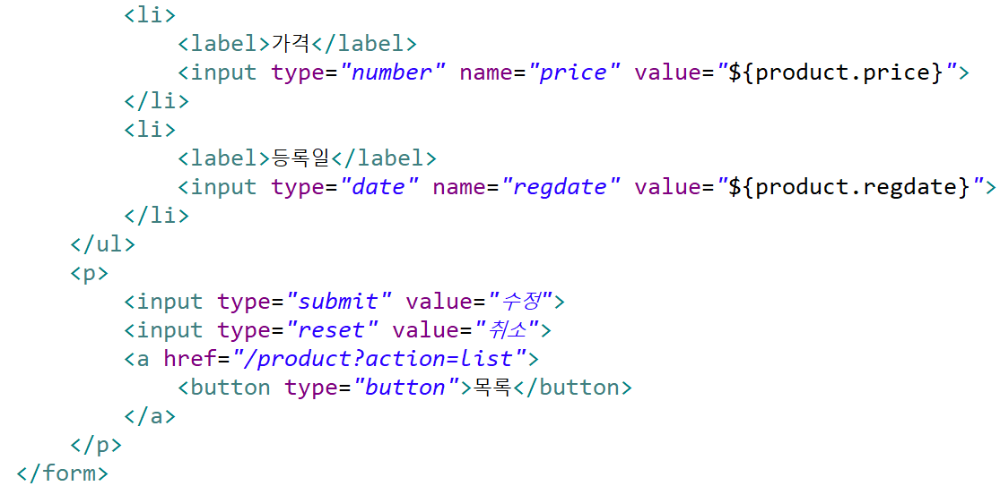 <li>
<label>가격</label>
<input type="number" name="price" value="${product.price}">
</li>
<li>
<label>등록일</label>
<input type="date" name="regdate" value="${product.regdate}">
</li>
</ul>
<p>
<input type="submit" value="수정">
<input type="reset" value="취소">
<a href="/product?action=list">
<button type="button">목록</button>
</a>
</p>
</form>